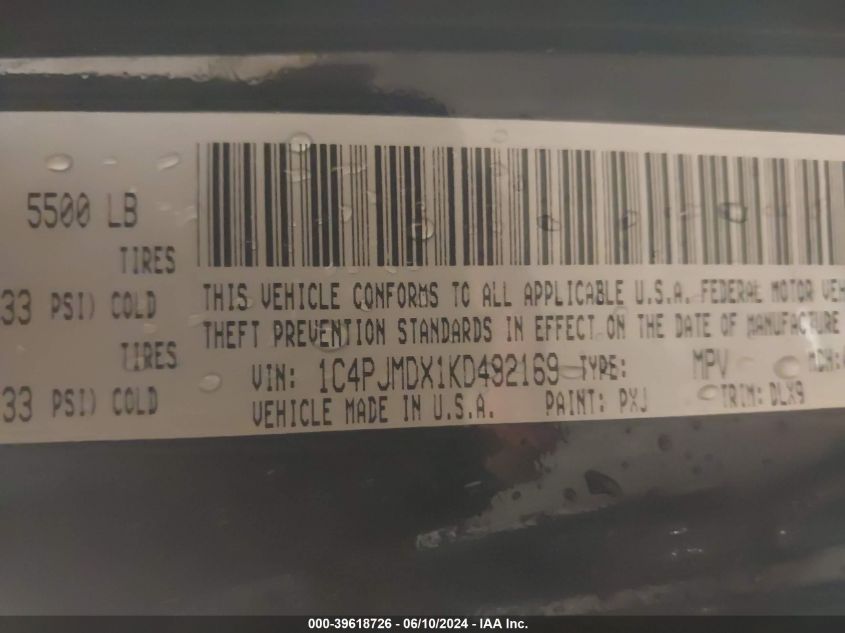 5500 LB
TIRES
33 PSI) COLD
TIRES
33 PSI) COLD
THIS VEHICLE CONFORMS TO ALL APPLICABLE U.S.A. FEDERAL MOTOR VEH
THEFT PREVENTION STANDARDS IN EFFECT ON THE DATE OF MANUFACTURE
VIN: 1C4PJMDX1KD492169 TYPE: MPV MDH:
VEHICLE MADE IN U.S.A. PAINT: PXJ TRIM: DLX9
000-39618726 - 06/10/2024 - IAA Inc.